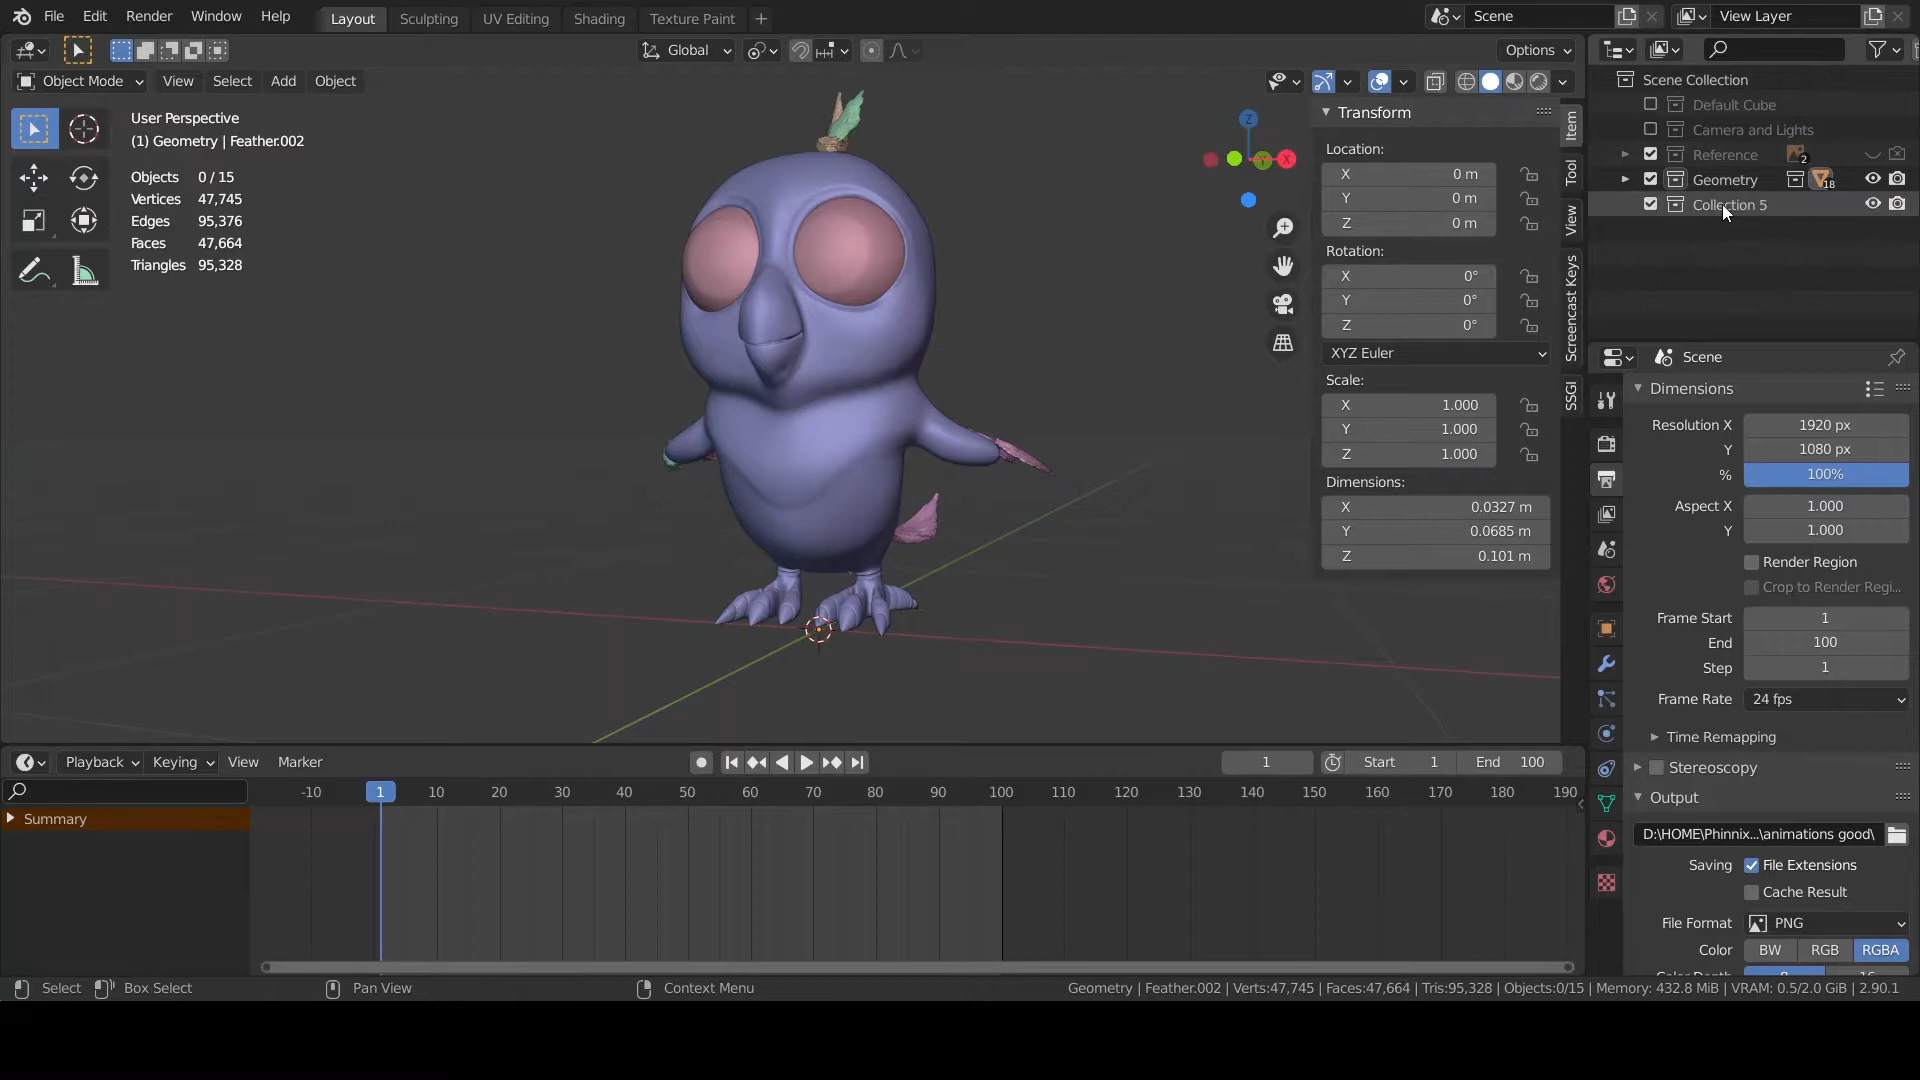 File Edit Render Window Help Layout Sculpting UV Editing Shading Texture Paint + Scene View Layer
Global Options
Object Mode View Select Add Object
User Perspective
(1) Geometry | Feather.002
Objects 0 / 15
Vertices 47,745
Edges 95,376
Faces 47,664
Triangles 95,328
Z
X
Y
Transform
Location:
X 0 m
Y 0 m
Z 0 m
Rotation:
X 0°
Y 0°
Z 0°
XYZ Euler
Scale:
X 1.000
Y 1.000
Z 1.000
Dimensions:
X 0.0327 m
Y 0.0685 m
Z 0.101 m
Item
Tool
View
Screencast Keys
SSGI
Scene Collection
Default Cube
Camera and Lights
Reference 2
Geometry 18
Collection 5
Scene
Dimensions
Resolution X 1920 px
Y 1080 px
% 100%
Aspect X 1.000
Y 1.000
Render Region
Crop to Render Regi...
Frame Start 1
End 100
Step 1
Frame Rate 24 fps
Time Remapping
Stereoscopy
Output
D:\HOME\Phinnix...\animations good\
Saving File Extensions
Cache Result
File Format PNG
Color BW RGB RGBA
Color Depth 8 16
Playback Keying View Marker 1 Start 1 End 100
-10 1 10 20 30 40 50 60 70 80 90 100 110 120 130 140 150 160 170 180 190
Summary
Select Box Select Pan View Context Menu Geometry | Feather.002 | Verts:47,745 | Faces:47,664 | Tris:95,328 | Objects:0/15 | Memory: 432.8 MiB | VRAM: 0.5/2.0 GiB | 2.90.1